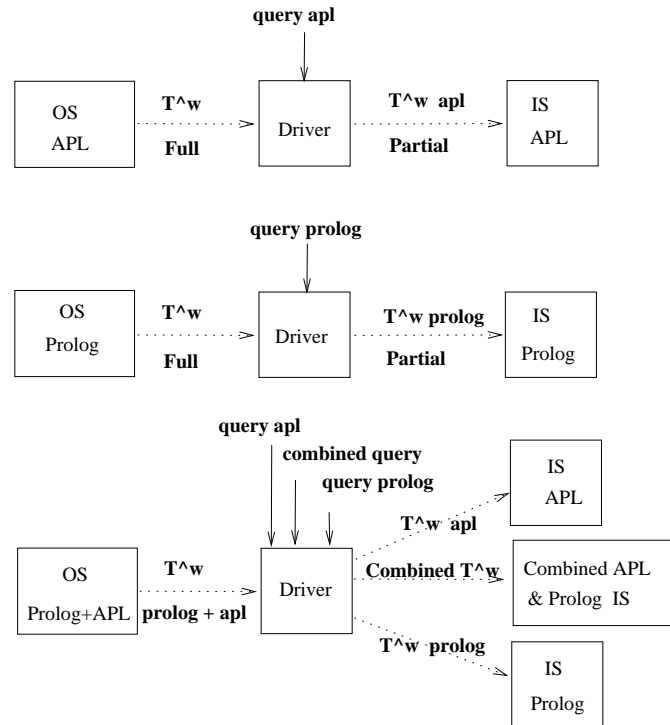 query apl
OS
APL
T^w
Full
Driver
T^w apl
Partial
IS
APL
query prolog
OS
Prolog
T^w
Full
Driver
T^w prolog
Partial
IS
Prolog
query apl
combined query
query prolog
OS
Prolog+APL
T^w
prolog + apl
Driver
T^w apl
Combined T^w
T^w prolog
IS
APL
Combined APL
& Prolog IS
IS
Prolog